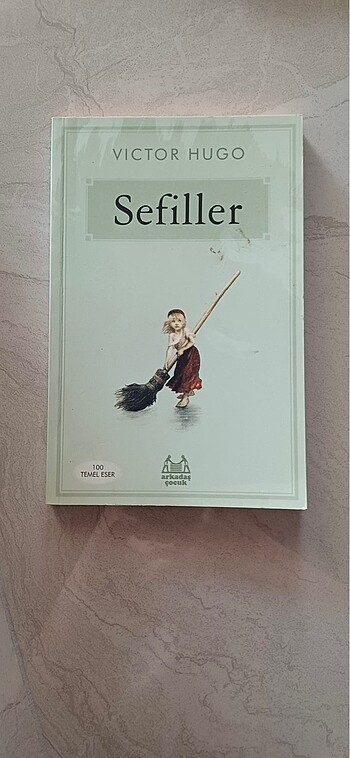 VICTOR HUGO
Sefiller
100
TEMEL ESER
arkadaş
çocuk